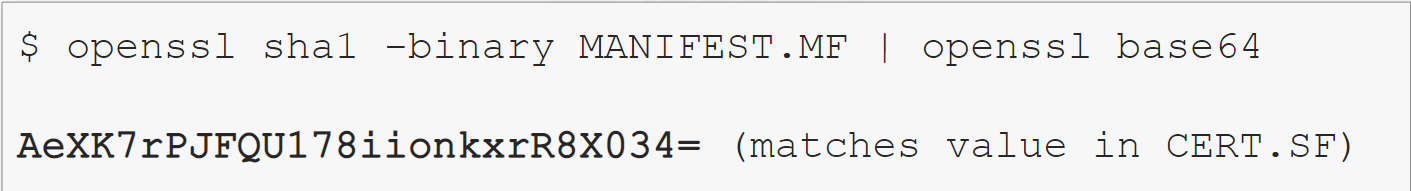 $ openssl sha1 –binary MANIFEST.MF | openssl base64
AeXK7rPJFQU178iionkxrR8X034= (matches value in CERT.SF)